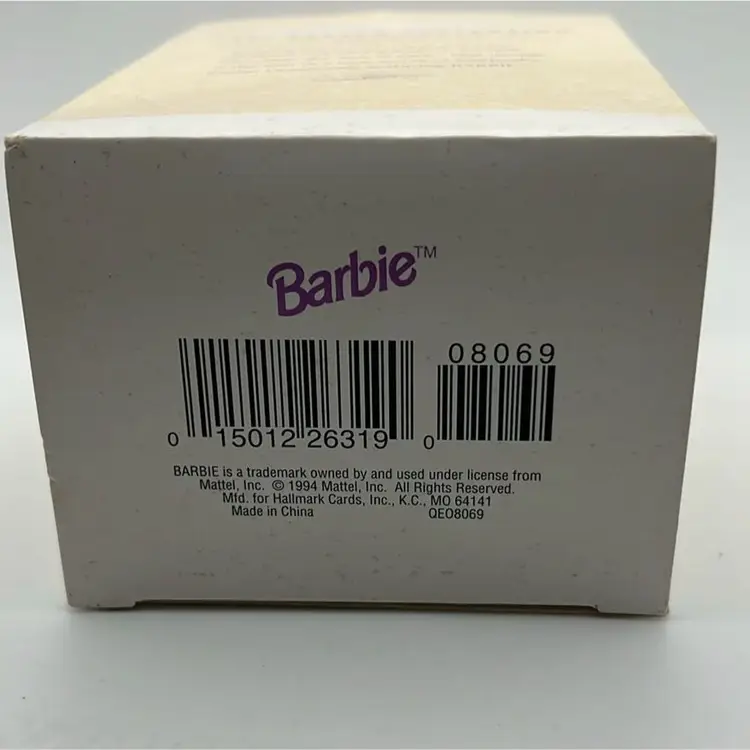 Barbie™
08069
0 15012 26319 0
BARBIE is a trademark owned by and used under license from
Mattel, Inc. © 1994 Mattel, Inc. All Rights Reserved.
Mfd. for Hallmark Cards, Inc., K.C., MO 64141
Made in China QEO8069